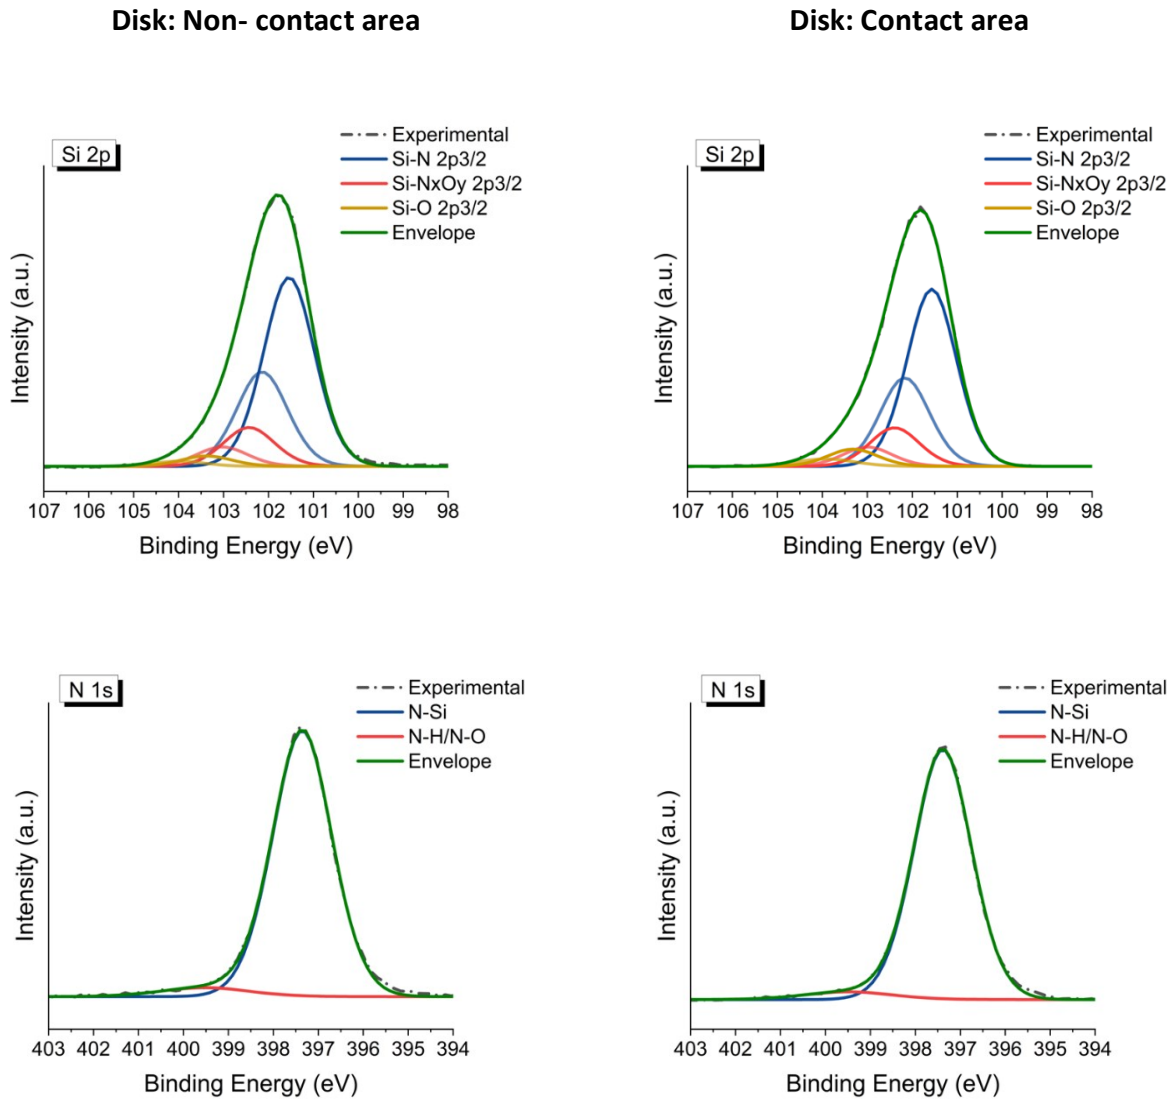 Disk: Non- contact area
Disk: Contact area
Si 2p
Experimental
Si-N 2p3/2
Si-NxOy 2p3/2
Si-O 2p3/2
Envelope
Intensity (a.u.)
107 106 105 104 103 102 101 100 99 98
Binding Energy (eV)
Si 2p
Experimental
Si-N 2p3/2
Si-NxOy 2p3/2
Si-O 2p3/2
Envelope
Intensity (a.u.)
107 106 105 104 103 102 101 100 99 98
Binding Energy (eV)
N 1s
Experimental
N-Si
N-H/N-O
Envelope
Intensity (a.u.)
403 402 401 400 399 398 397 396 395 394
Binding Energy (eV)
N 1s
Experimental
N-Si
N-H/N-O
Envelope
Intensity (a.u.)
403 402 401 400 399 398 397 396 395 394
Binding Energy (eV)